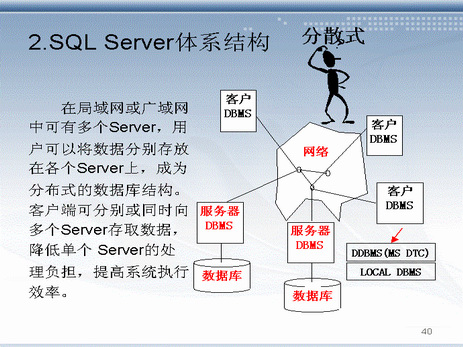 2.SQL Server体系结构
分散式
在局域网或广域网
中可有多个Server，用
户可以将数据分别存放
在各个Server上，成为
分布式的数据库结构。
客户端可分别或同时向
多个Server存取数据，
降低单个 Server的处
理负担，提高系统执行
效率。
客户
DBMS
客户
DBMS
网络
客户
DBMS
服务器
DBMS
服务器
DBMS
DDBMS(MS DTC)
LOCAL DBMS
数据库
数据库
40